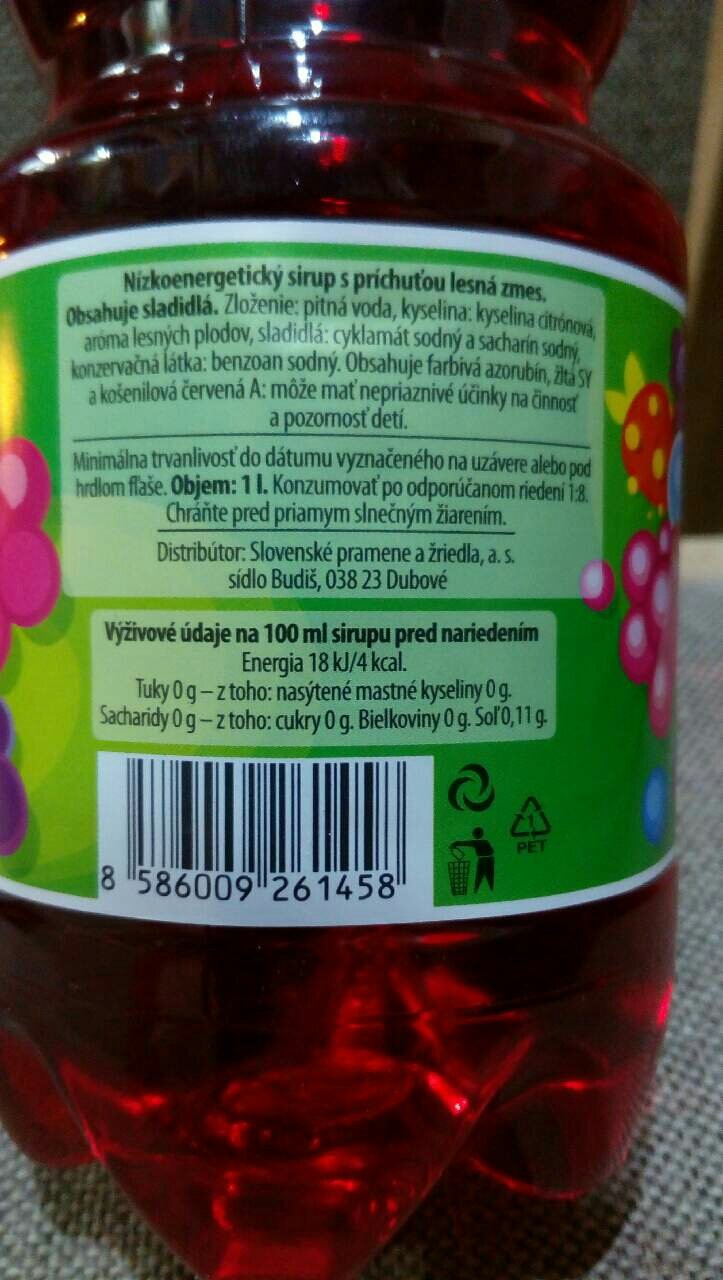 Nízkoenergetický sirup s príchuťou lesná zmes.
Obsahuje sladidlá. Zloženie: pitná voda, kyselina: kyselina citrónová,
aróma lesných plodov, sladidlá: cyklamát sodný a sacharín sodný,
konzervačná látka: benzoan sodný. Obsahuje farbivá azorubín, žltá SY
a košenilová červená A: môže mať nepriaznivé účinky na činnosť
a pozornosť detí.
Minimálna trvanlivosť do dátumu vyznačeného na uzávere alebo pod
hrdlom fľaše. Objem: 1 l. Konzumovať po odporúčanom riedení 1:8.
Chráňte pred priamym slnečným žiarením.
Distribútor: Slovenské pramene a žriedla, a. s.
sídlo Budiš, 038 23 Dubové
Výživové údaje na 100 ml sirupu pred nariedením
Energia 18 kJ/4 kcal.
Tuky 0 g – z toho: nasýtené mastné kyseliny 0 g.
Sacharidy 0 g – z toho: cukry 0 g. Bielkoviny 0 g. Soľ 0,11 g.
8 586009 261458
1
PET